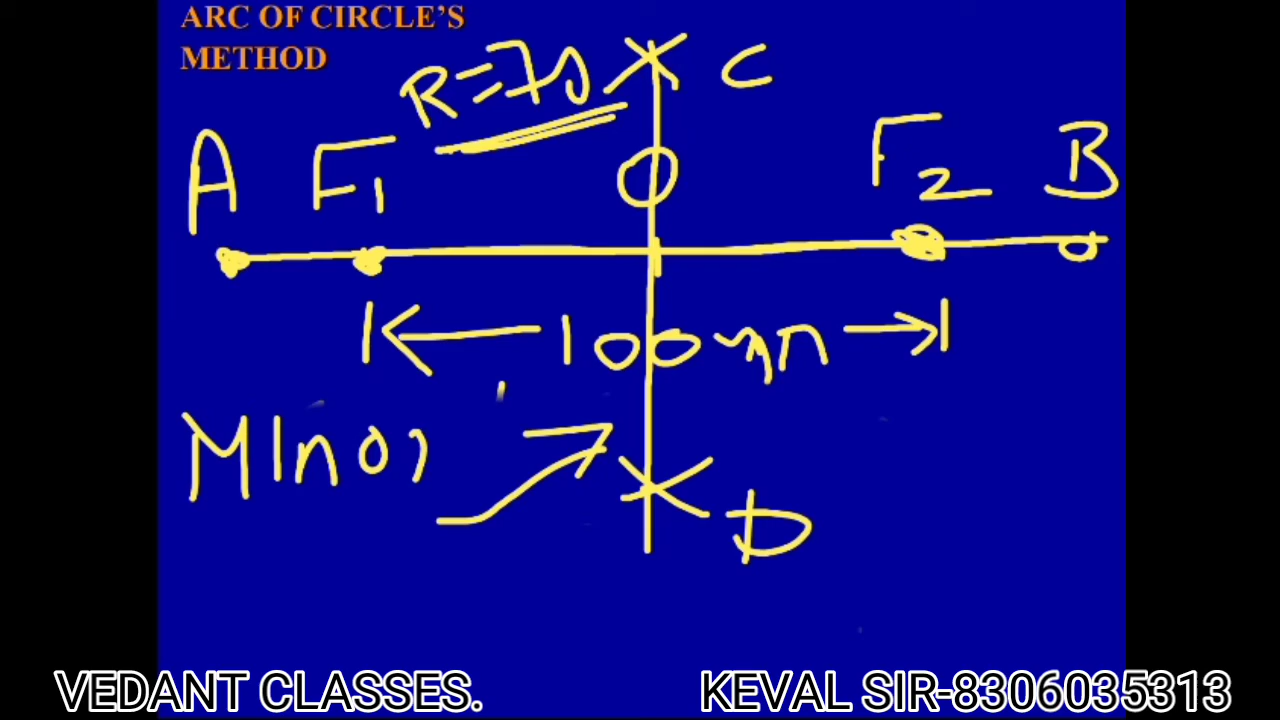 ARC OF CIRCLE'S
METHOD
R=70
C
A F1 O F2 B
100mm
Minor
D
VEDANT CLASSES. KEVAL SIR-8306035313